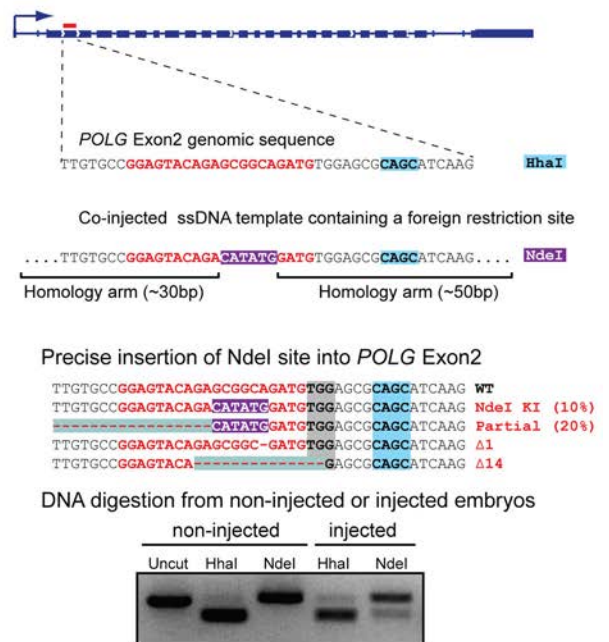 POLG Exon2 genomic sequence
TTGTGCCGGAGTACAGAGCGGCAGATGTGGAGCGCAGCATCAAG HhaI
Co-injected ssDNA template containing a foreign restriction site
....TTGTGCCGGAGTACAGACATATGGATGTGGAGCGCAGCATCAAG.... NdeI
Homology arm (~30bp) Homology arm (~50bp)
Precise insertion of NdeI site into POLG Exon2
TTGTGCCGGAGTACAGAGCGGCAGATGTGGAGCGCAGCATCAAG WT
TTGTGCCGGAGTACAGACATATGGATGTGGAGCGCAGCATCAAG NdeI KI (10%)
-----------------CATATGGATGTGGAGCGCAGCATCAAG Partial (20%)
TTGTGCCGGAGTACAGAGCGGC-GATGTGGAGCGCAGCATCAAG Δ1
TTGTGCCGGAGTACA--------------GAGCGCAGCATCAAG Δ14
DNA digestion from non-injected or injected embryos
non-injected injected
Uncut HhaI NdeI HhaI NdeI